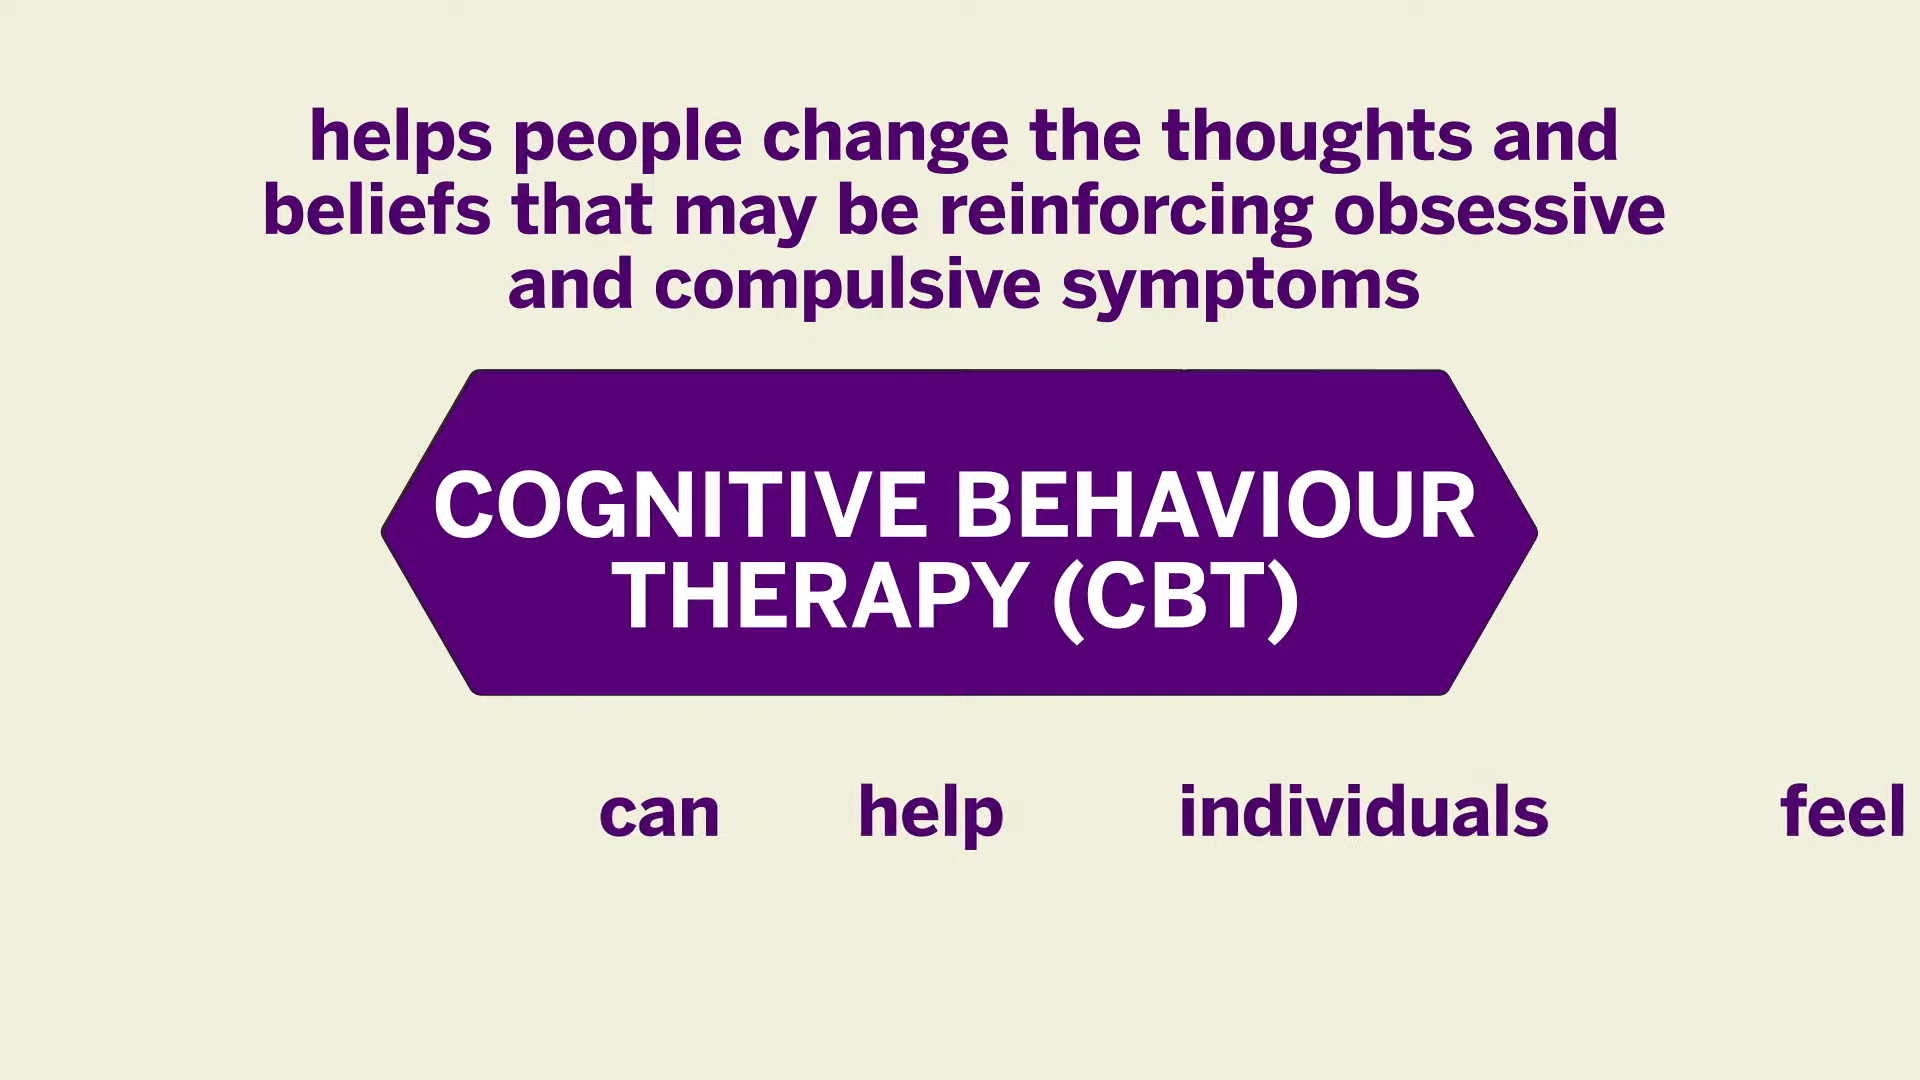 helps people change the thoughts and
beliefs that may be reinforcing obsessive
and compulsive symptoms
COGNITIVE BEHAVIOUR
THERAPY (CBT)
can help individuals feel